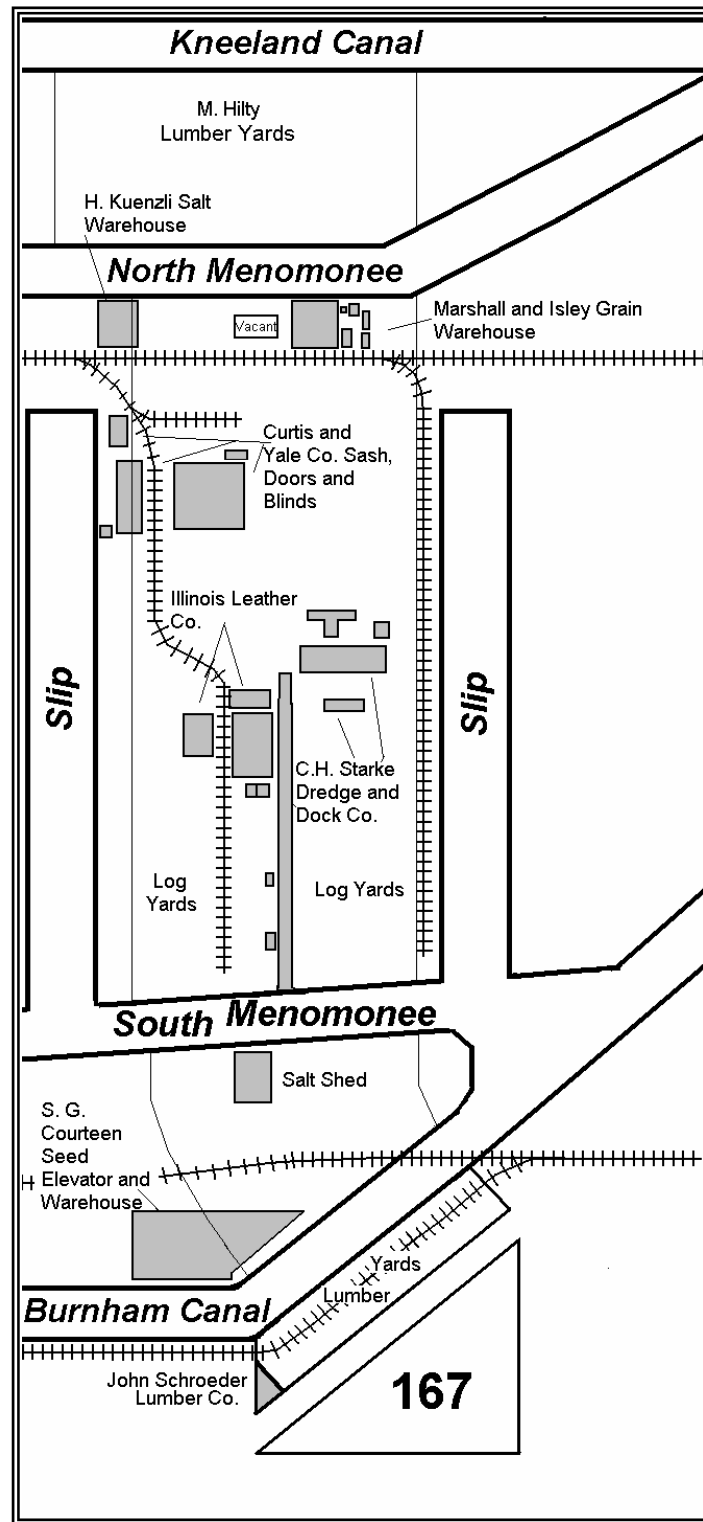 Kneeland Canal
M. Hilty
Lumber Yards
H. Kuenzli Salt
Warehouse
North Menomonee
Vacant
Marshall and Isley Grain
Warehouse
Curtis and
Yale Co. Sash,
Doors and
Blinds
Illinois Leather
Co.
Slip
Slip
C.H. Starke
Dredge and
Dock Co.
Log
Yards
Log Yards
South Menomonee
Salt Shed
S. G.
Courteen
Seed
Elevator and
Warehouse
Yards
Lumber
Burnham Canal
John Schroeder
Lumber Co.
167